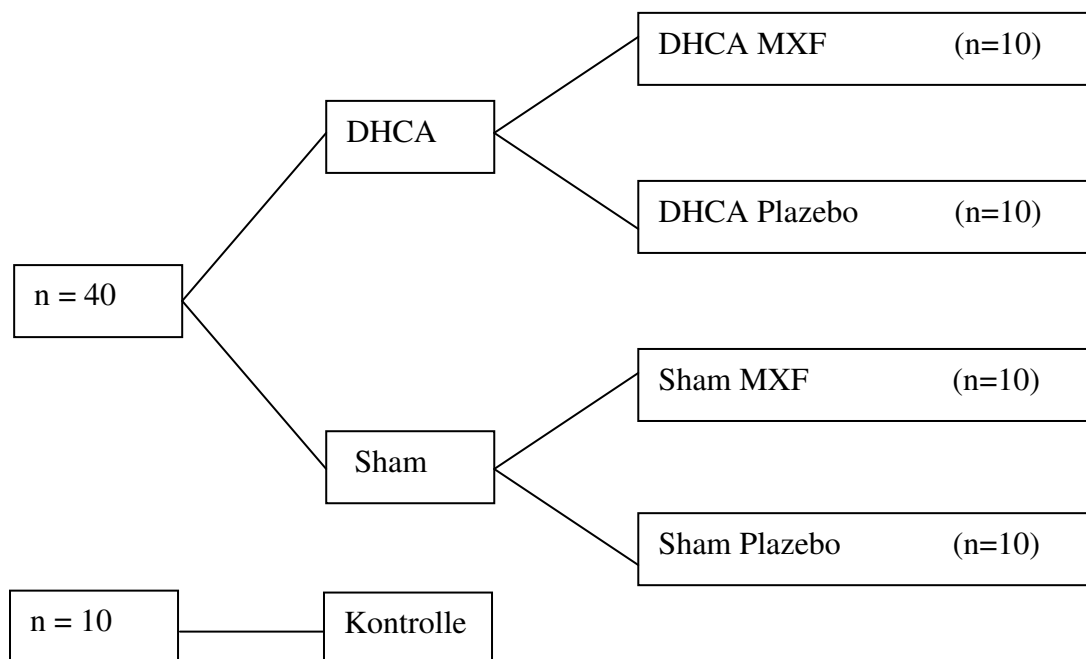 DHCA MXF (n=10)
DHCA
DHCA Plazebo (n=10)
n = 40
Sham MXF (n=10)
Sham
Sham Plazebo (n=10)
n = 10 Kontrolle